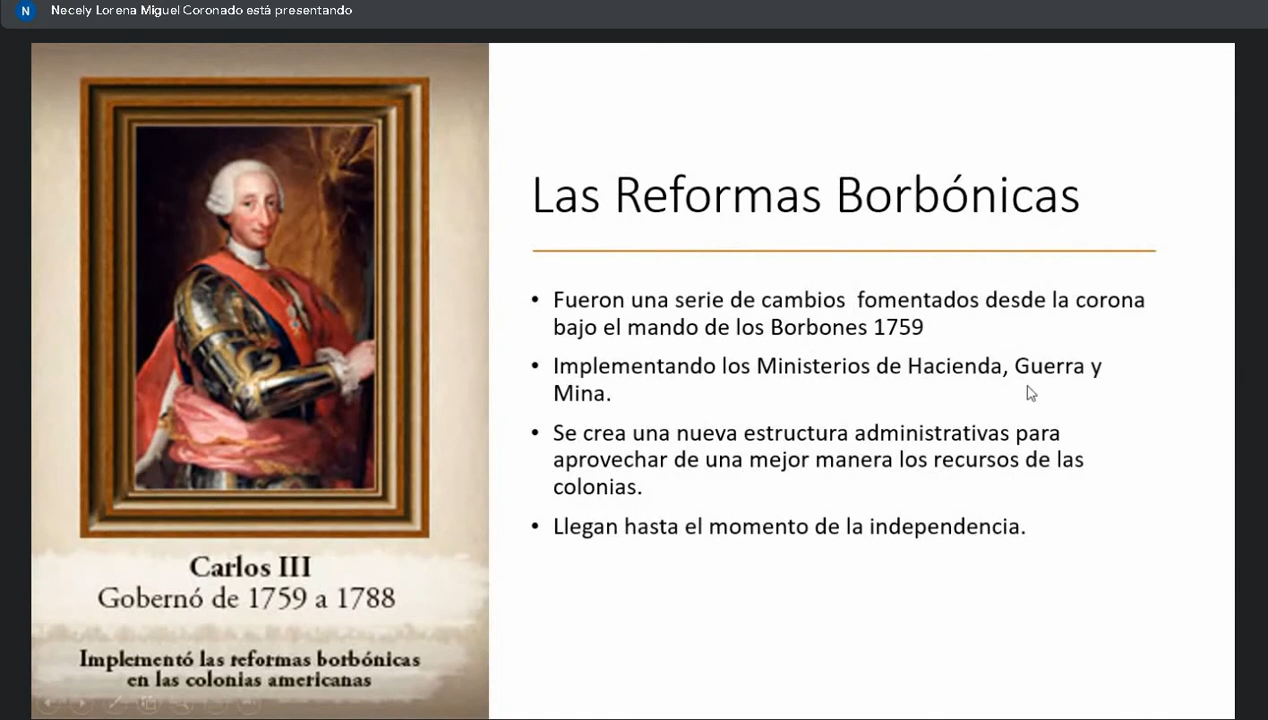 N Necely Lorena Miguel Coronado está presentando
Las Reformas Borbónicas
• Fueron una serie de cambios  fomentados desde la corona
bajo el mando de los Borbones 1759
• Implementando los Ministerios de Hacienda, Guerra y
Mina.
• Se crea una nueva estructura administrativas para
aprovechar de una mejor manera los recursos de las
colonias.
• Llegan hasta el momento de la independencia.
Carlos III
Gobernó de 1759 a 1788
Implementó las reformas borbónicas
en las colonias americanas